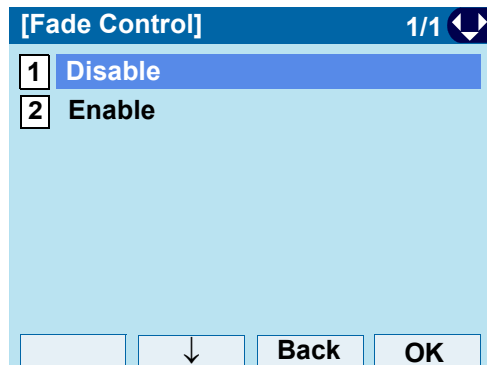 [Fade Control] 1/1
1 Disable
2 Enable
↓ Back OK